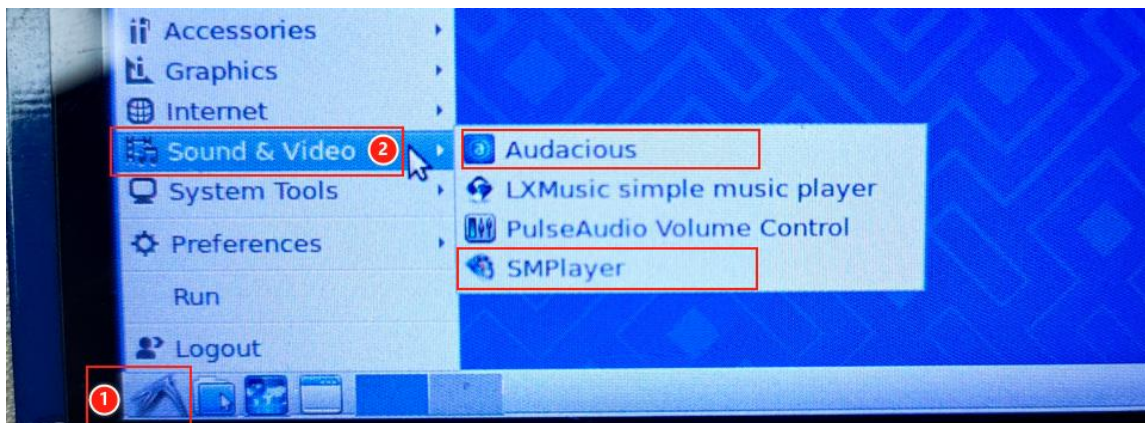 Accessories
Graphics
Internet
Sound & Video 2
Audacious
System Tools
LXMusic simple music player
PulseAudio Volume Control
Preferences
SMPlayer
Run
Logout
1